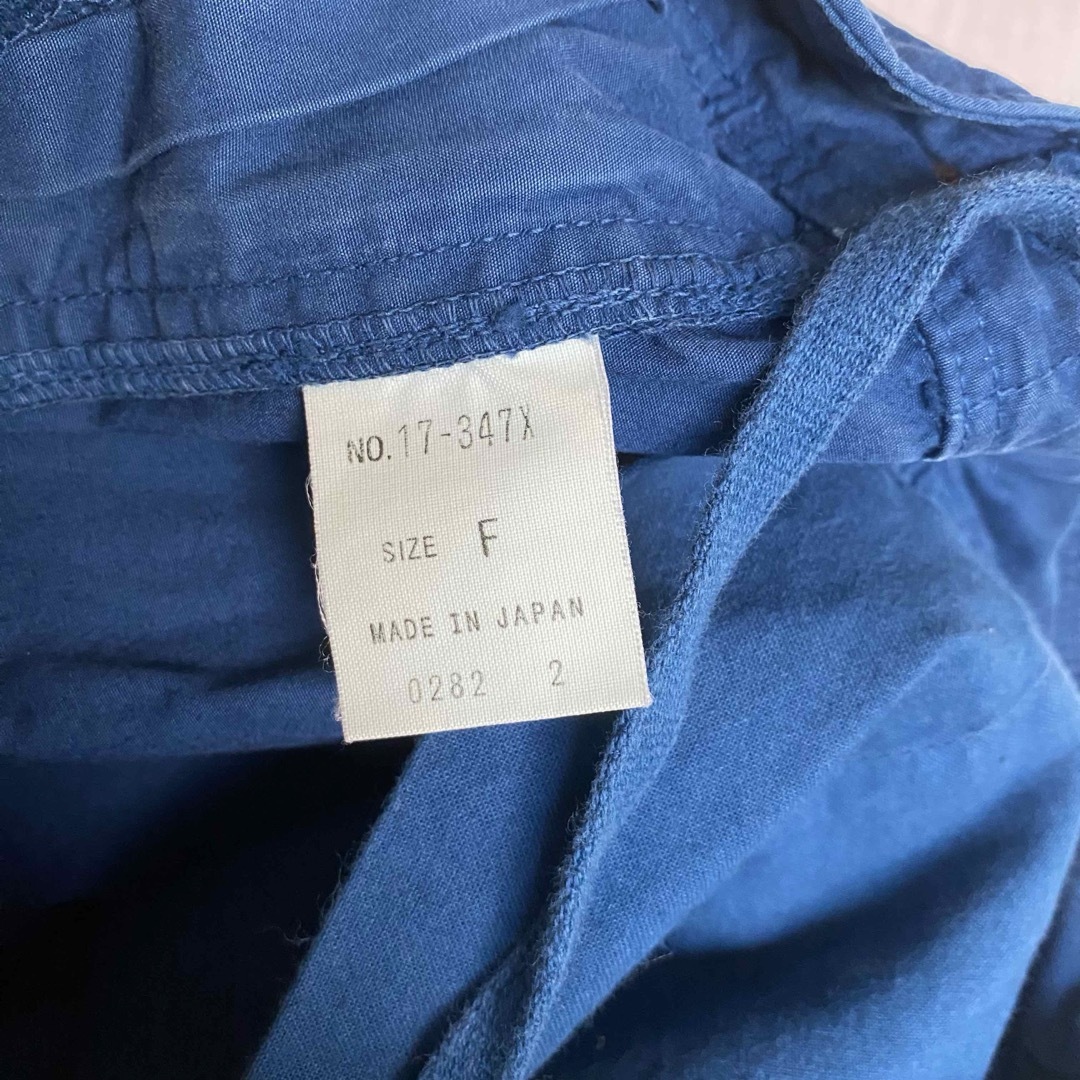 NO.17-347X
SIZE F
MADE IN JAPAN
0282 2